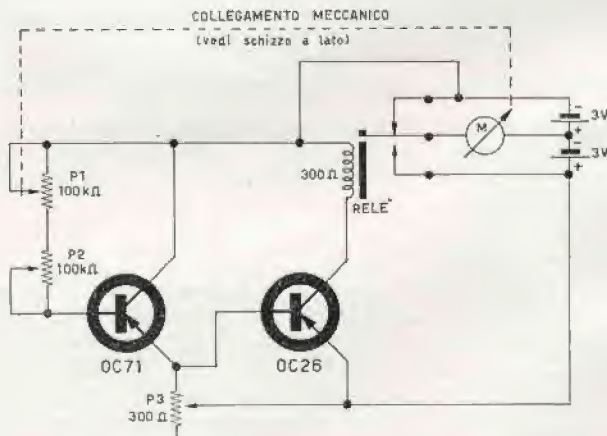 COLLEGAMENTO MECCANICO
(vedi schizzo a lato)
P1
100kΩ
P2
100kΩ
300Ω
RELE'
M
-
3V
+
-
3V
+
OC71
OC26
P3
300Ω